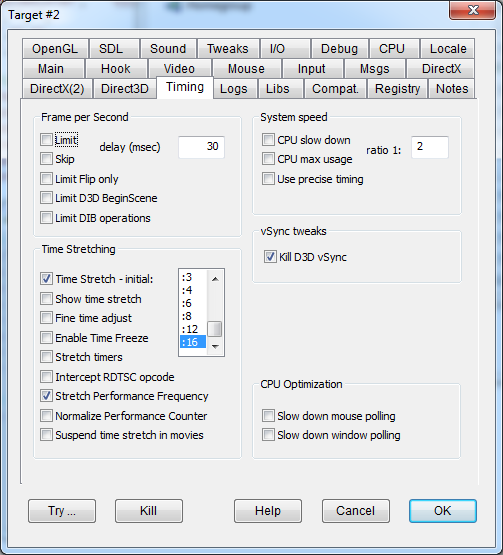 Target #2
OpenGL SDL Sound Tweaks I/O Debug CPU Locale
Main Hook Video Mouse Input Msgs DirectX
DirectX(2) Direct3D Timing Logs Libs Compat. Registry Notes
Frame per Second
Limit delay (msec) 30
Skip
Limit Flip only
Limit D3D BeginScene
Limit DIB operations
System speed
CPU slow down
CPU max usage ratio 1: 2
Use precise timing
vSync tweaks
Kill D3D vSync
Time Stretching
Time Stretch - initial:
Show time stretch
Fine time adjust
Enable Time Freeze
Stretch timers
Intercept RDTSC opcode
Stretch Performance Frequency
Normalize Performance Counter
Suspend time stretch in movies
:3
:4
:6
:8
:12
:16
CPU Optimization
Slow down mouse polling
Slow down window polling
Try ... Kill Help Cancel OK